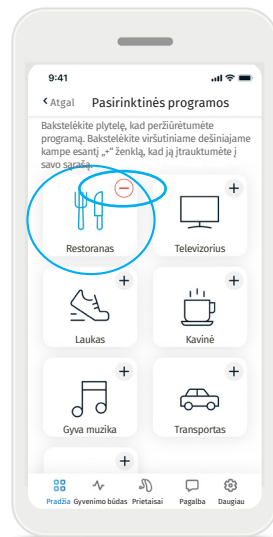 9:41
Atgal Pasirinktinės programos
Bakstelėkite plytelę, kad peržiūrėtumėte
programą. Bakstelėkite viršutiniame dešiniajame
kampe esantį „+“ ženklą, kad ją įtrauktumėte į
savo sąrašą.
Restoranas Televizorius
Laukas Kavinė
Gyva muzika Transportas
Pradžia Gyvenimo būdas Prietaisai Pagalba Daugiau